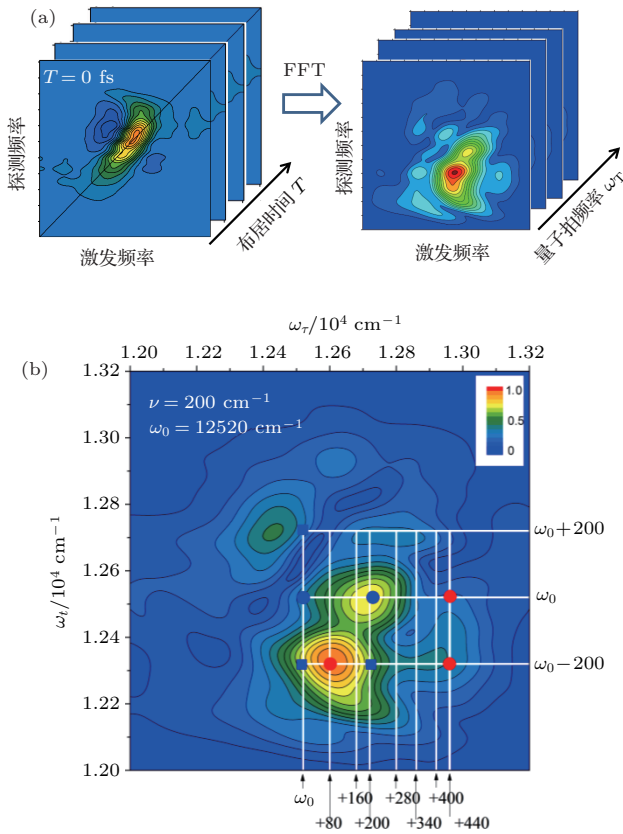 (a)
T = 0 fs
FFT
探测频率
激发频率
布居时间 T
探测频率
激发频率
量子拍频率 ωT
(b)
ωτ/10⁴ cm⁻¹
1.20 1.22 1.24 1.26 1.28 1.30 1.32
1.32
ν = 200 cm⁻¹
ω0 = 12520 cm⁻¹
1.0
0.5
0
1.30
1.28
ω0+200
ωt/10⁴ cm⁻¹
1.26
ω0
1.24
ω0−200
1.22
1.20
ω0 +160 +280 +400
+80 +200 +340 +440